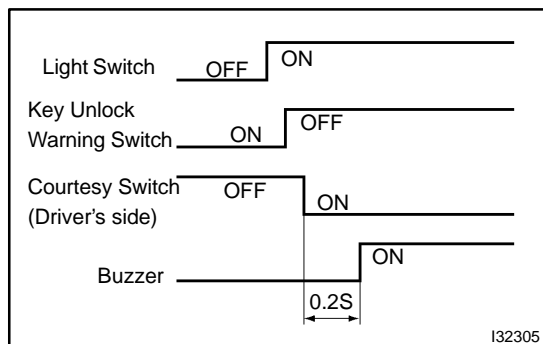 Light Switch OFF ON
Key Unlock
Warning Switch ON OFF
Courtesy Switch OFF
(Driver's side) ON
Buzzer ON
0.2S
I32305